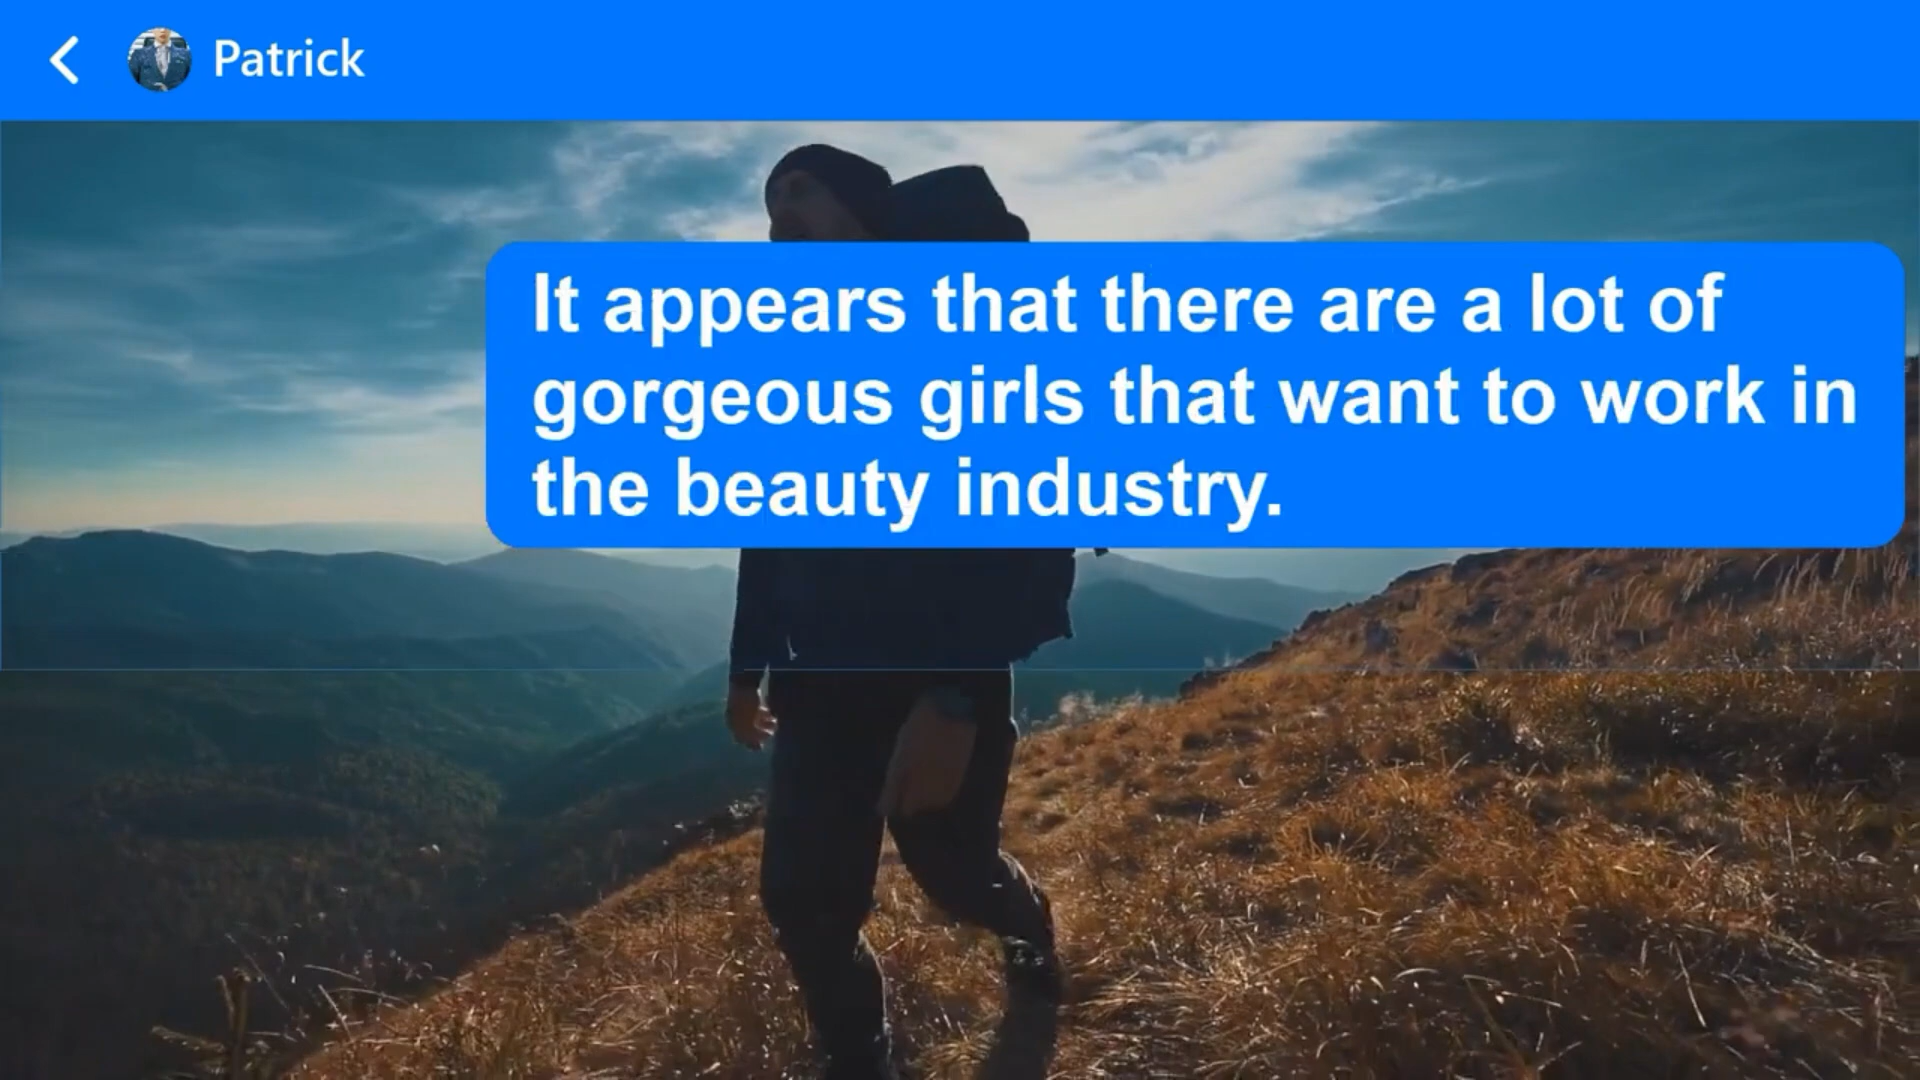 Patrick
It appears that there are a lot of
gorgeous girls that want to work in
the beauty industry.